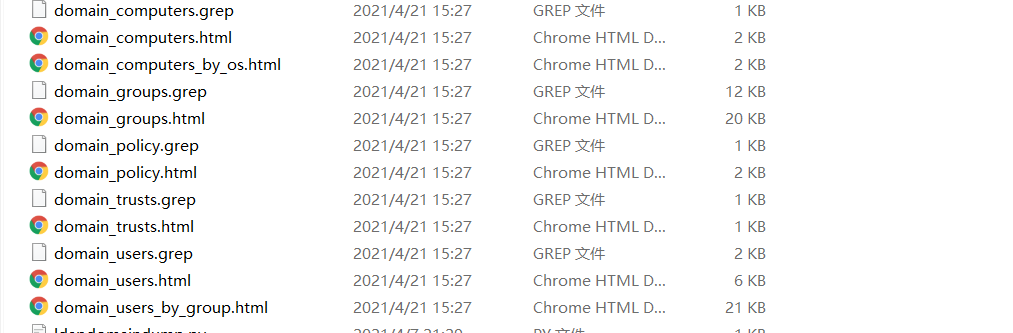 domain_computers.grep 2021/4/21 15:27 GREP 文件 1 KB
domain_computers.html 2021/4/21 15:27 Chrome HTML D... 2 KB
domain_computers_by_os.html 2021/4/21 15:27 Chrome HTML D... 2 KB
domain_groups.grep 2021/4/21 15:27 GREP 文件 12 KB
domain_groups.html 2021/4/21 15:27 Chrome HTML D... 20 KB
domain_policy.grep 2021/4/21 15:27 GREP 文件 1 KB
domain_policy.html 2021/4/21 15:27 Chrome HTML D... 2 KB
domain_trusts.grep 2021/4/21 15:27 GREP 文件 1 KB
domain_trusts.html 2021/4/21 15:27 Chrome HTML D... 1 KB
domain_users.grep 2021/4/21 15:27 GREP 文件 2 KB
domain_users.html 2021/4/21 15:27 Chrome HTML D... 6 KB
domain_users_by_group.html 2021/4/21 15:27 Chrome HTML D... 21 KB